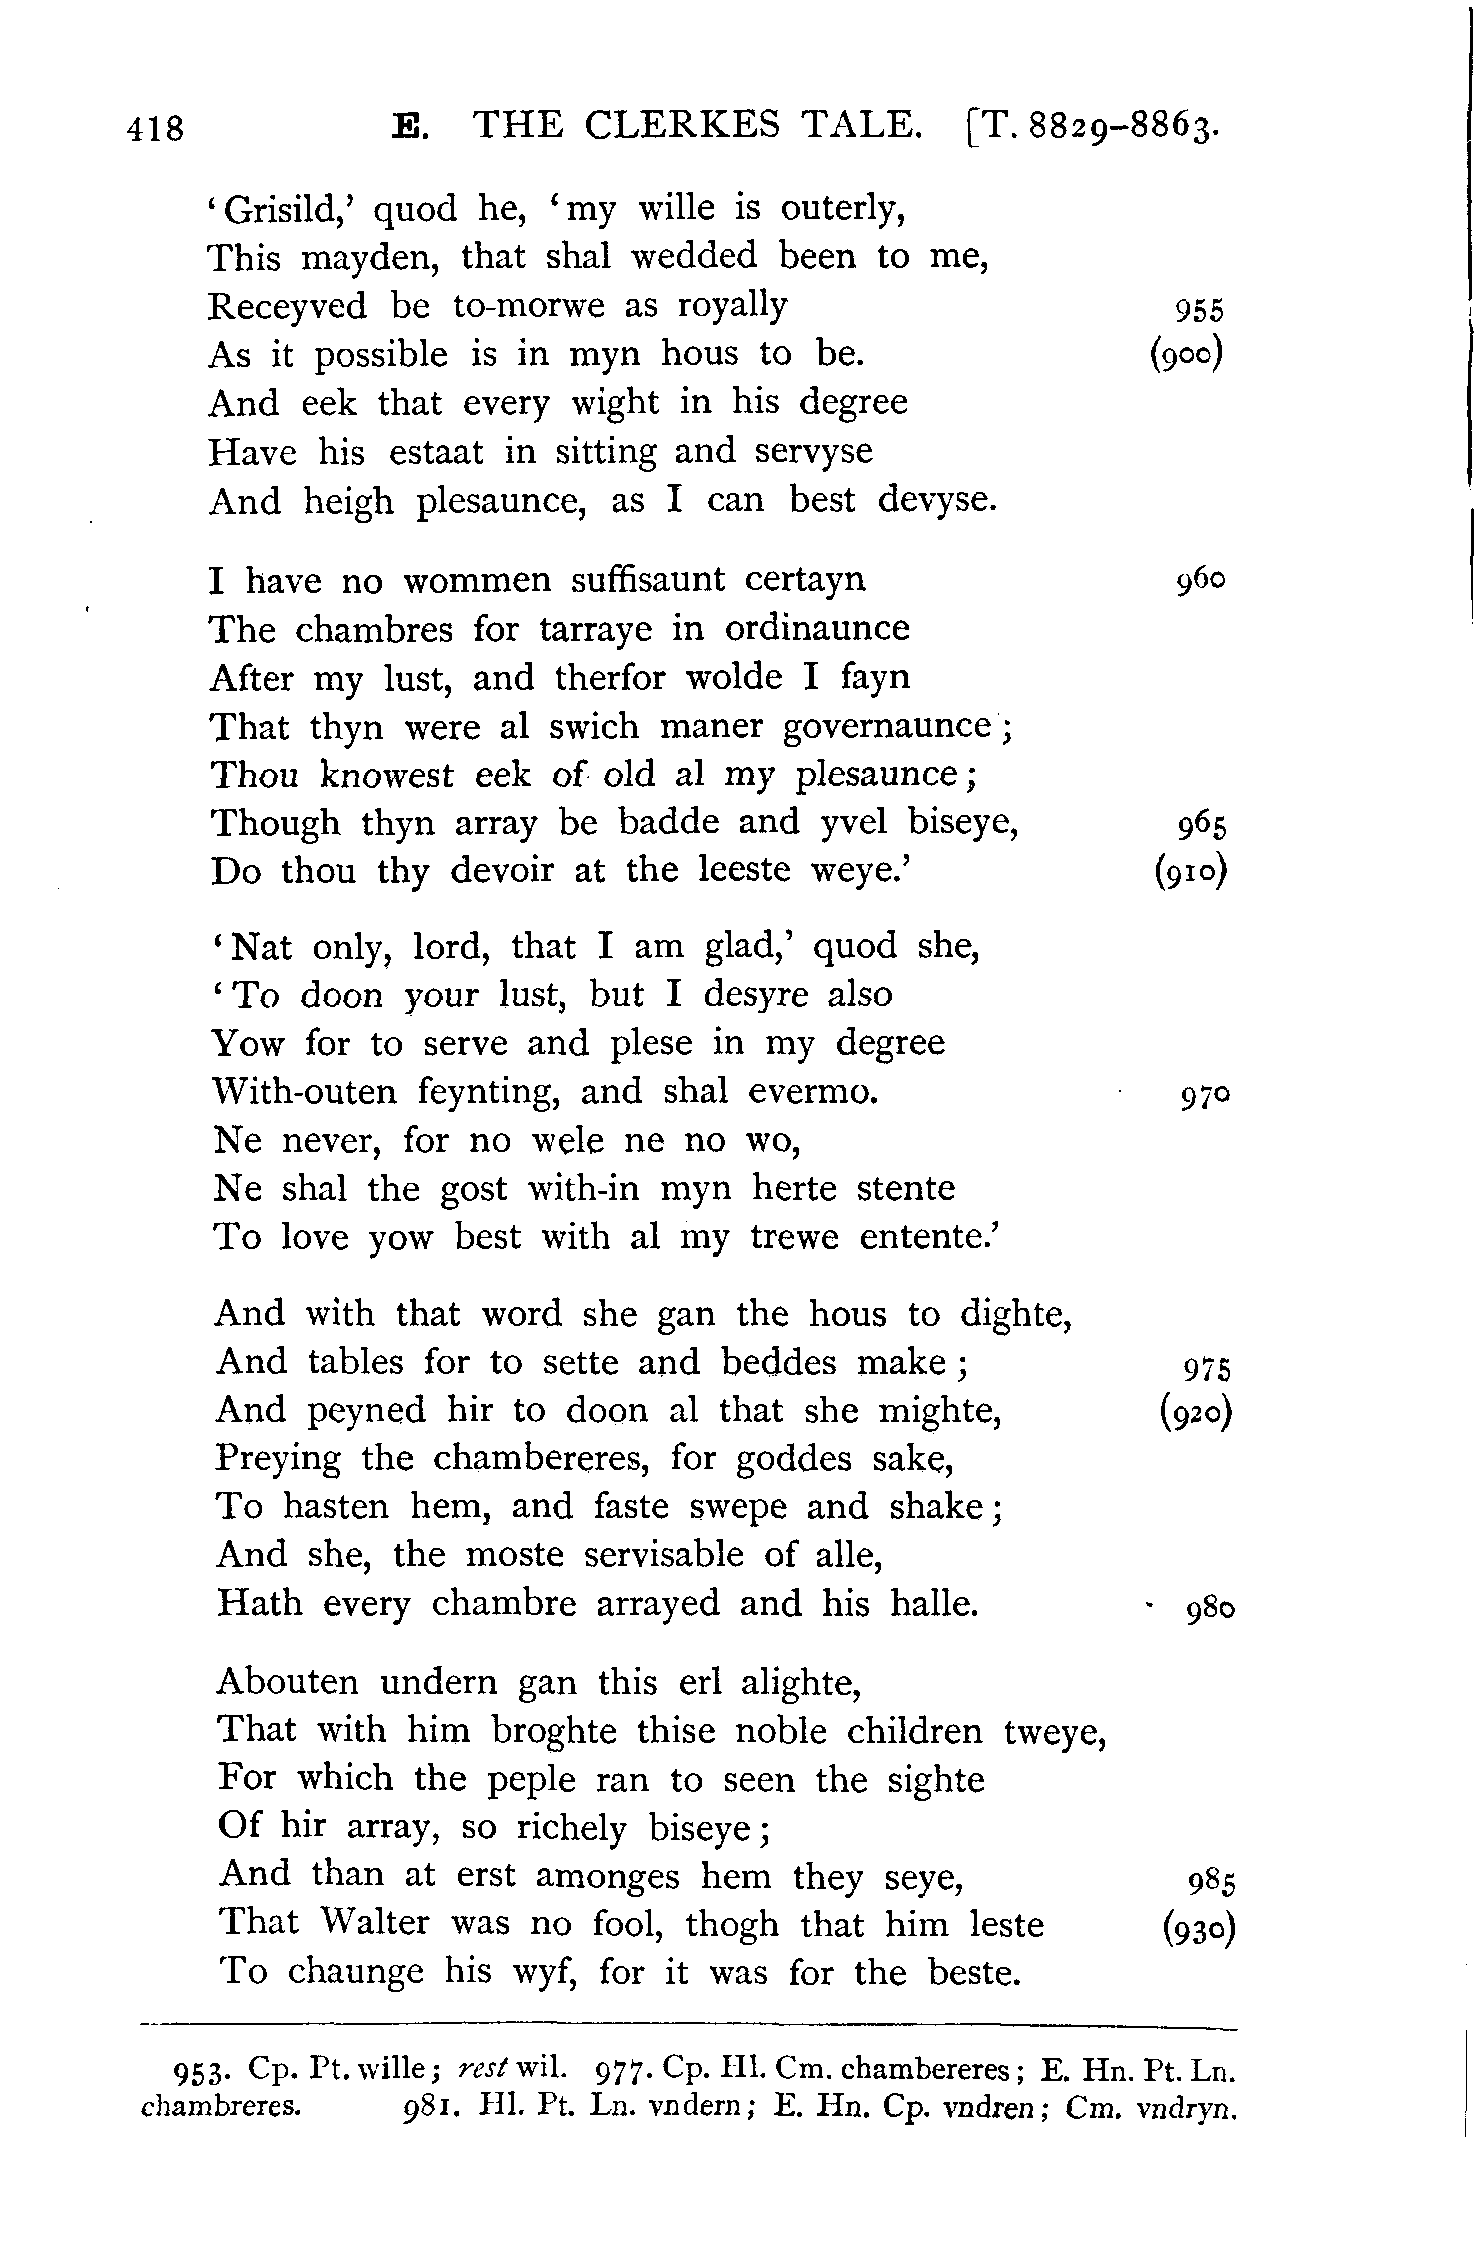 418 E. THE CLERKES TALE. [T. 8829–8863.
‘Grisild,’ quod he, ‘my wille is outerly,
This mayden, that shal wedded been to me,
Receyved be to-morwe as royally 955
As it possible is in myn hous to be. (900)
And eek that every wight in his degree
Have his estaat in sitting and servyse
And heigh plesaunce, as I can best devyse.
I have no wommen suffisaunt certayn 960
The chambres for tarraye in ordinaunce
After my lust, and therfor wolde I fayn
That thyn were al swich maner governaunce;
Thou knowest eek of old al my plesaunce;
Though thyn array be badde and yvel biseye, 965
Do thou thy devoir at the leeste weye.’ (910)
‘Nat only, lord, that I am glad,’ quod she,
‘To doon your lust, but I desyre also
Yow for to serve and plese in my degree
With-outen feynting, and shal evermo. 970
Ne never, for no wele ne no wo,
Ne shal the gost with-in myn herte stente
To love yow best with al my trewe entente.’
And with that word she gan the hous to dighte,
And tables for to sette and beddes make; 975
And peyned hir to doon al that she mighte, (920)
Preying the chambereres, for goddes sake,
To hasten hem, and faste swepe and shake;
And she, the moste servisable of alle,
Hath every chambre arrayed and his halle. 980
Abouten undern gan this erl alighte,
That with him broghte thise noble children tweye,
For which the peple ran to seen the sighte
Of hir array, so richely biseye;
And than at erst amonges hem they seye, 985
That Walter was no fool, thogh that him leste (930)
To chaunge his wyf, for it was for the beste.
953. Cp. Pt. wille; rest wil. 977. Cp. Hl. Cm. chambereres; E. Hn. Pt. Ln.
chambreres. 981. Hl. Pt. Ln. vndern; E. Hn. Cp. vndren; Cm. vndryn.